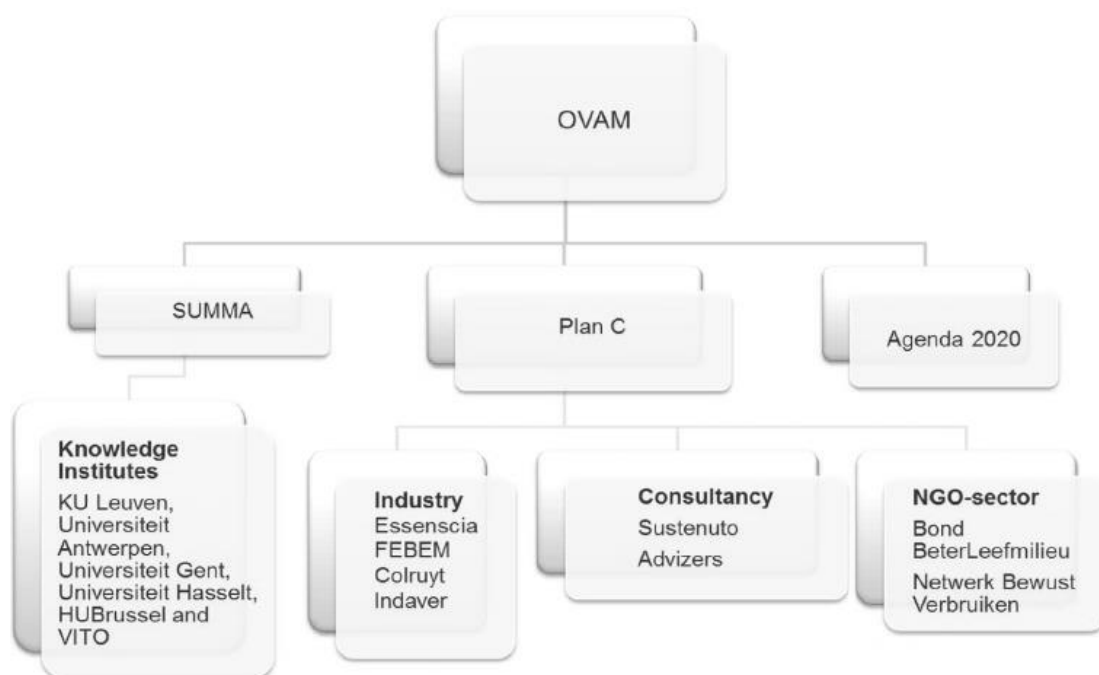 OVAM
SUMMA
Plan C
Agenda 2020
Knowledge
Institutes
KU Leuven,
Universiteit
Antwerpen,
Universiteit Gent,
Universiteit Hasselt,
HUBrussel and
VITO
Industry
Essenscia
FEBEM
Colruyt
Indaver
Consultancy
Sustenuto
Advizers
NGO-sector
Bond
BeterLeefmilieu
Netwerk Bewust
Verbruiken